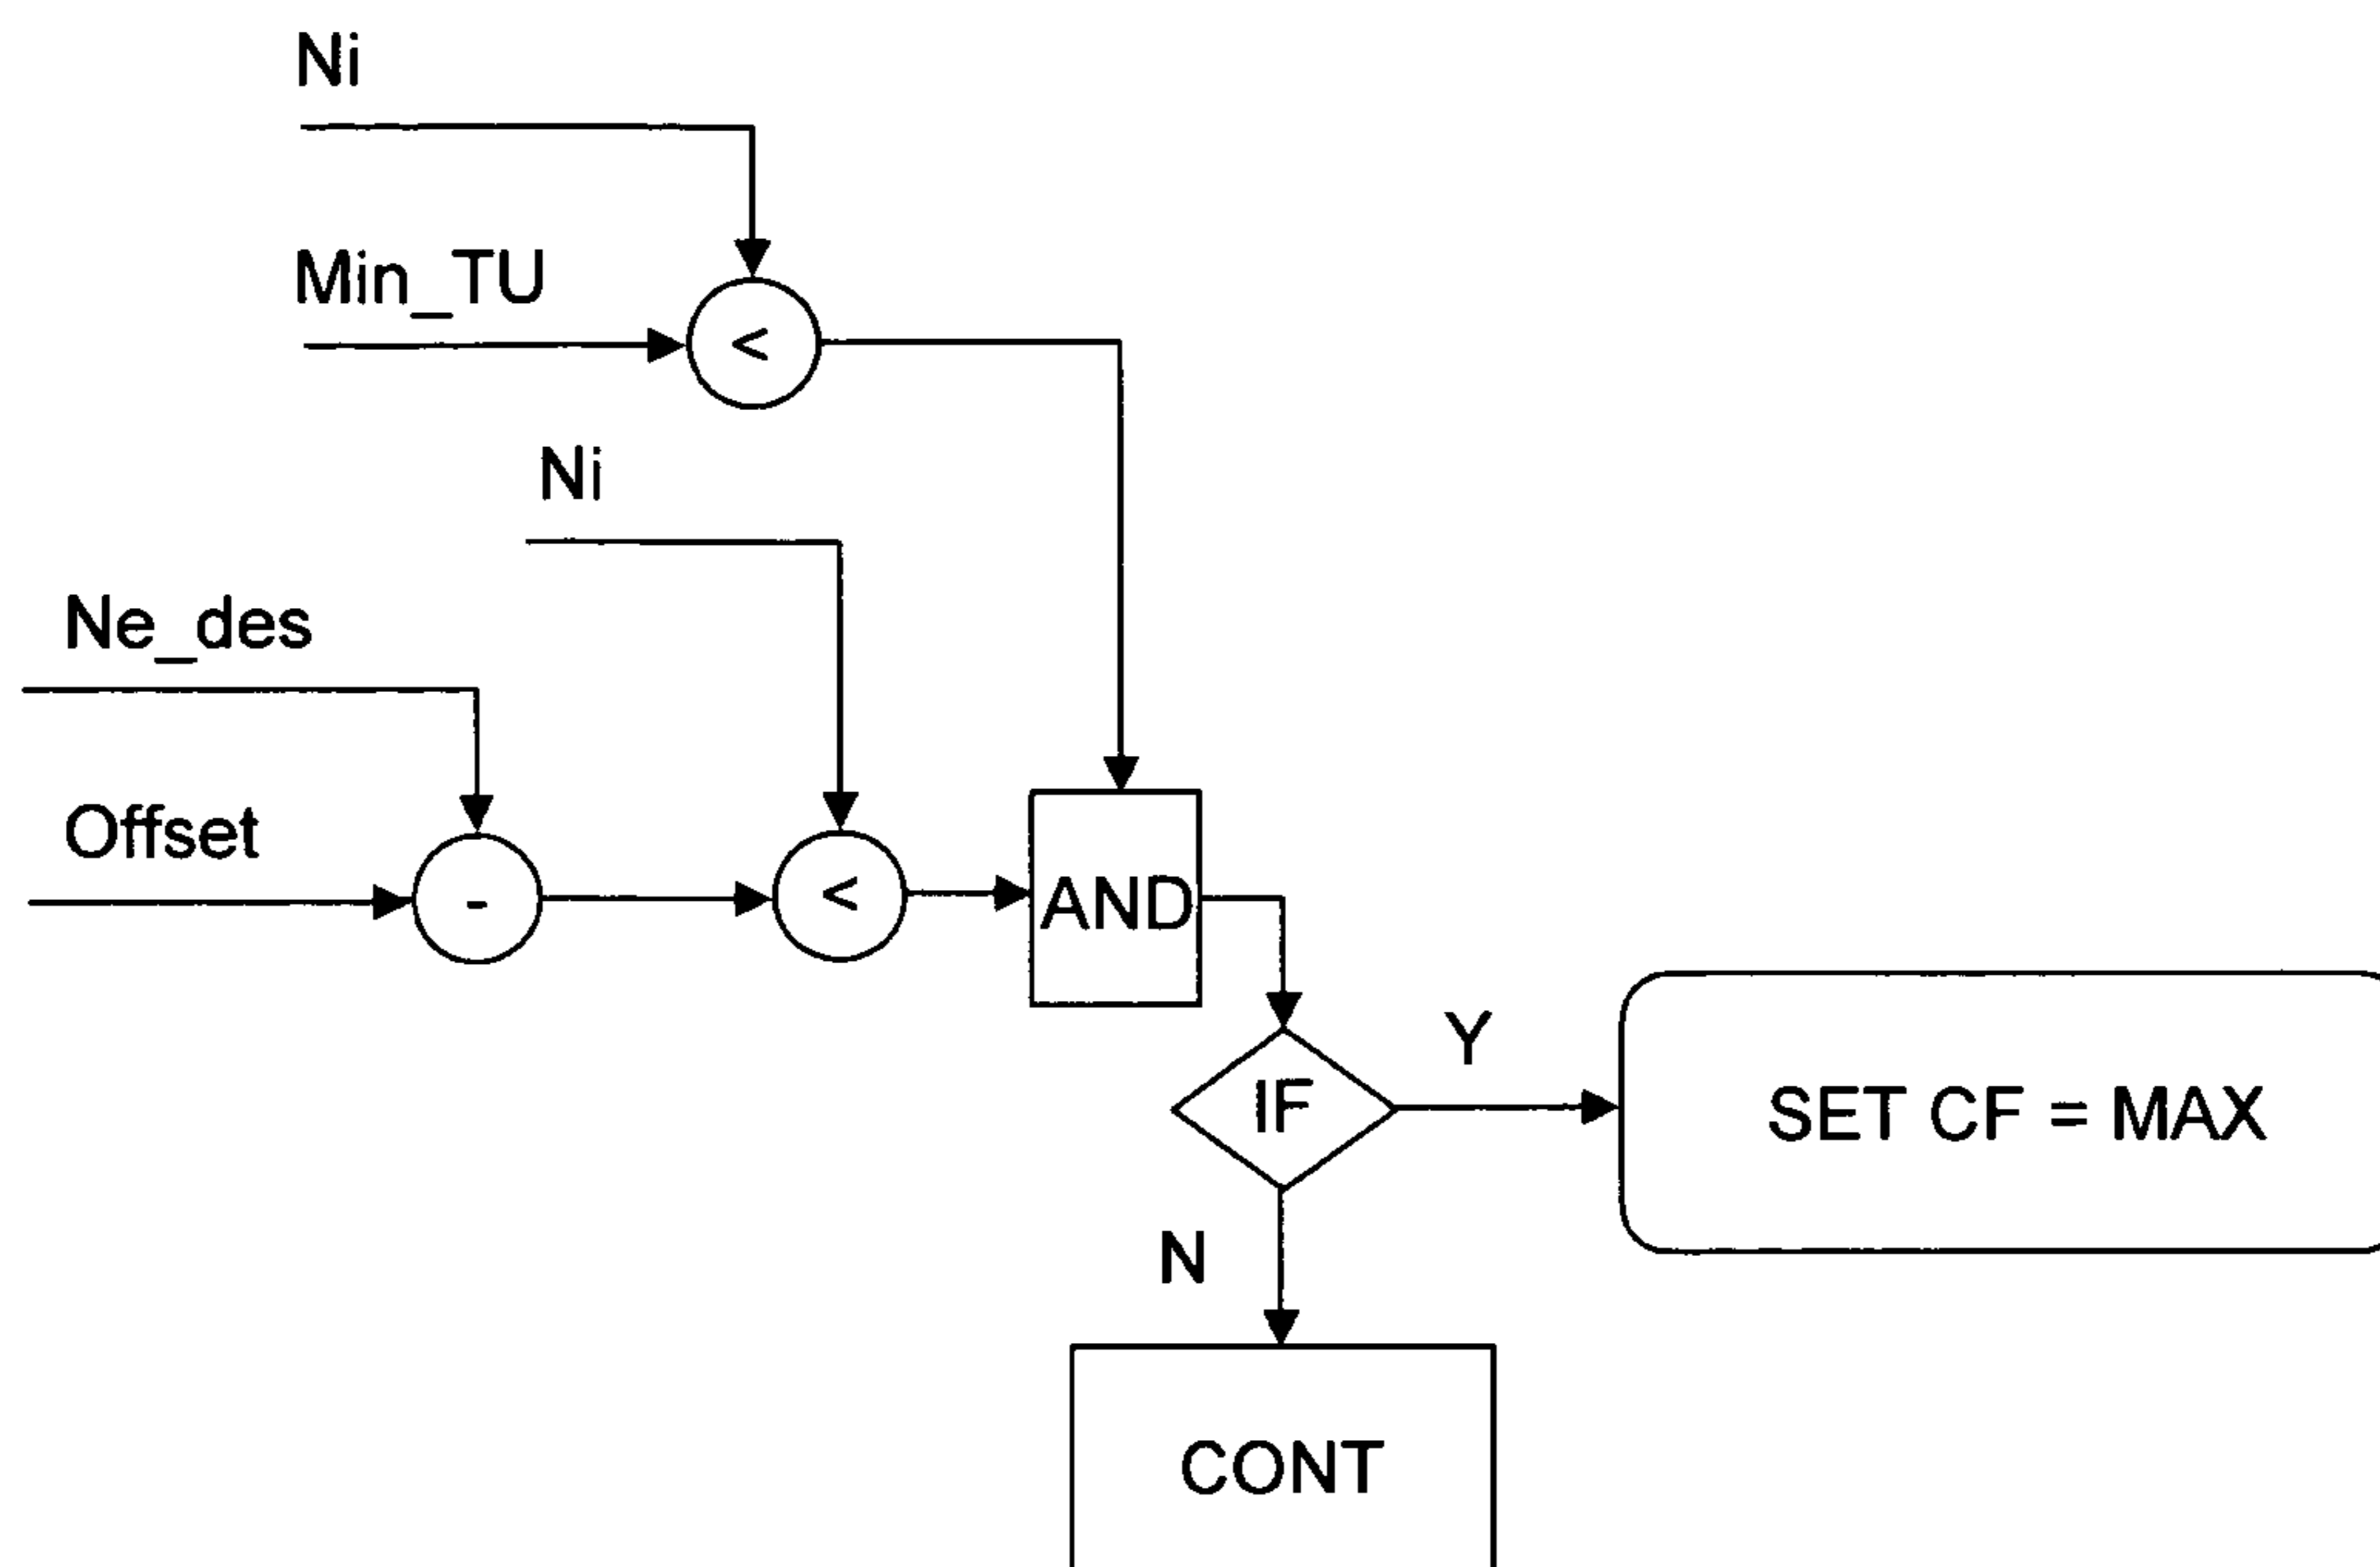 Ni
Min_TU
<
Ni
Ne_des
Offset
-
<
AND
IF
Y
SET CF = MAX
N
CONT